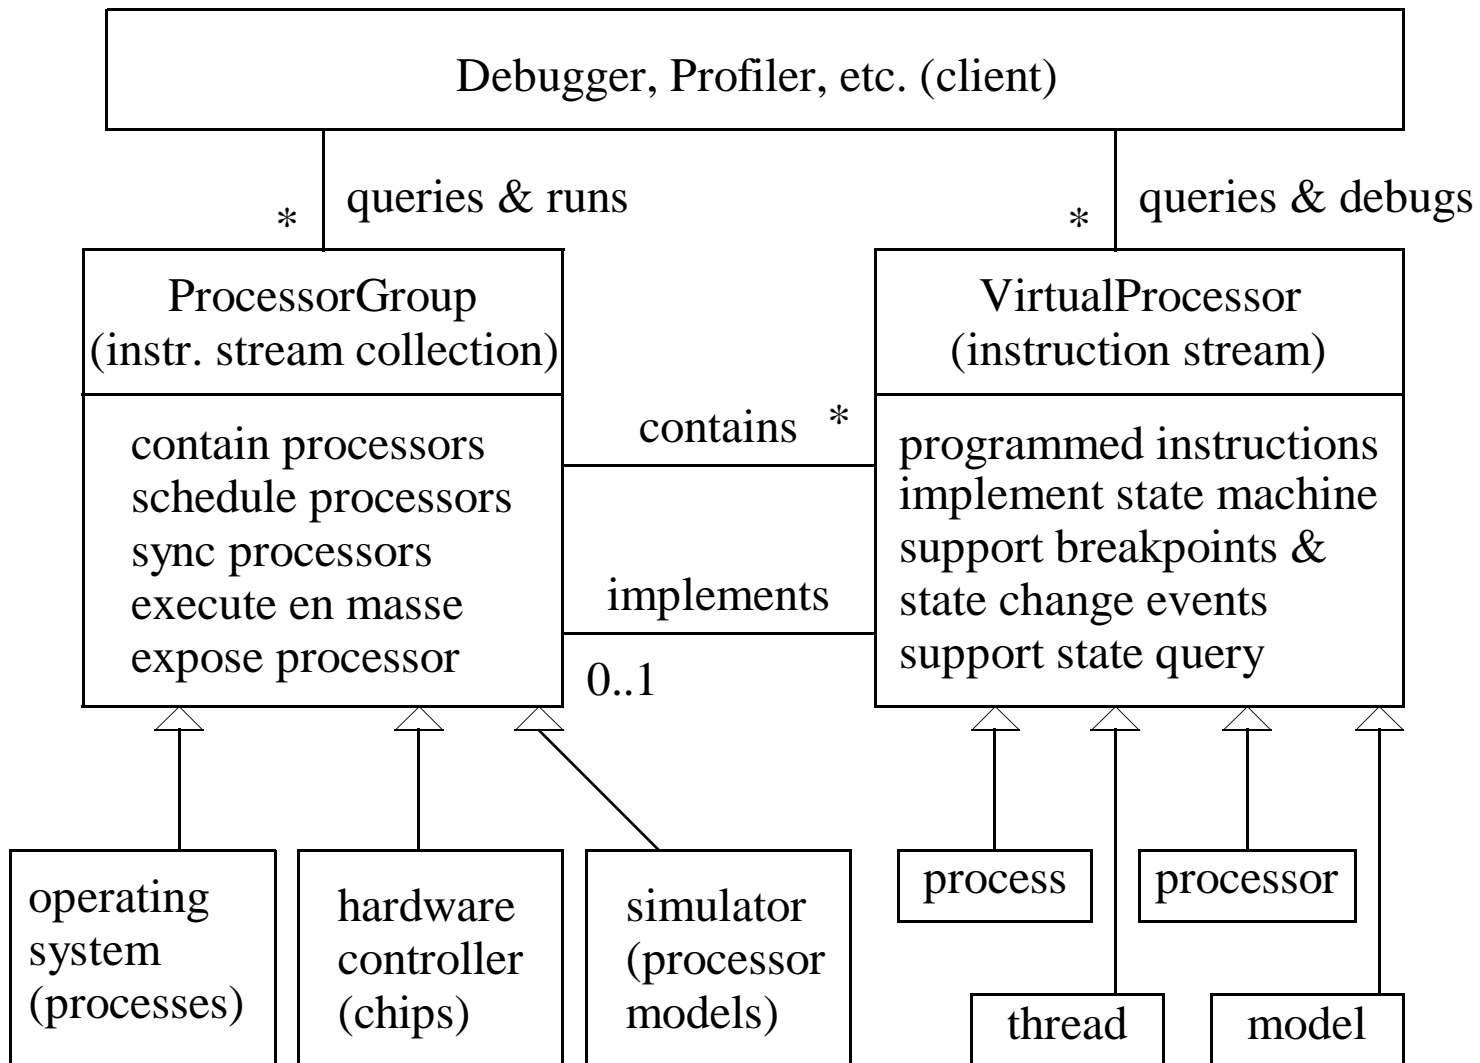 Debugger, Profiler, etc. (client)
queries & runs
*
queries & debugs
*
ProcessorGroup
(instr. stream collection)
VirtualProcessor
(instruction stream)
contain processors
schedule processors
sync processors
execute en masse
expose processor
contains *
implements
0..1
programmed instructions
implement state machine
support breakpoints &
state change events
support state query
operating
system
(processes)
hardware
controller
(chips)
simulator
(processor
models)
process
processor
thread
model